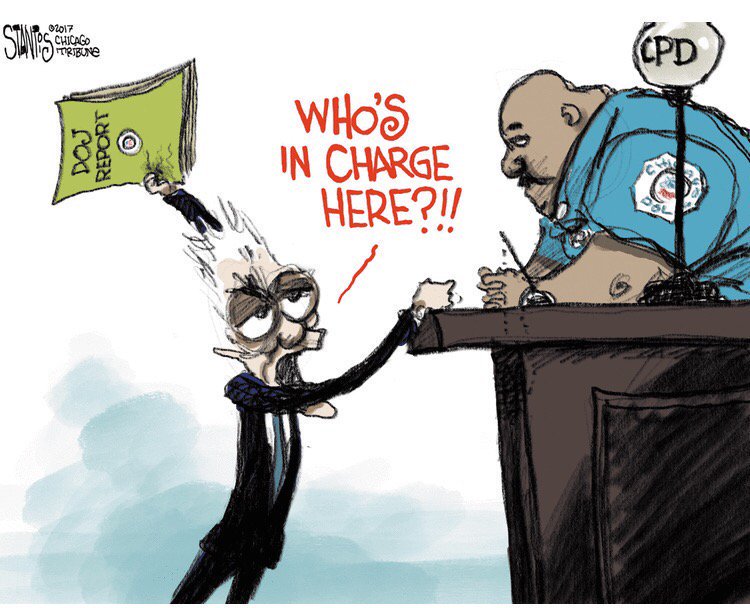 STANTIS ©2017
CHICAGO
TRIBUNE
CPD
DOJ
REPORT
WHO'S
IN CHARGE
HERE?!!